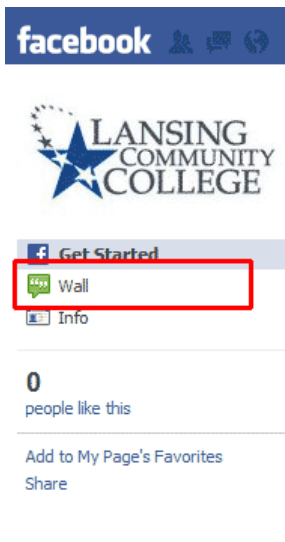 facebook
LANSING
COMMUNITY
COLLEGE
Get Started
Wall
Info
0
people like this
Add to My Page's Favorites
Share